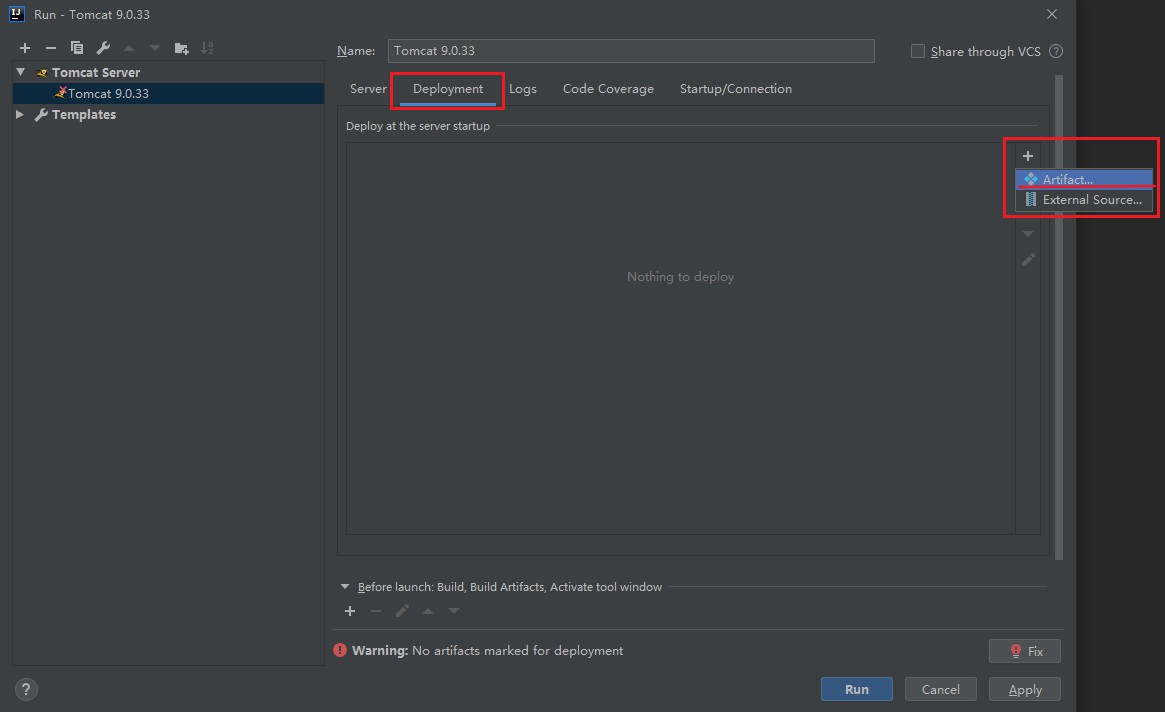 Run - Tomcat 9.0.33
Name: Tomcat 9.0.33 Share through VCS ?
Tomcat Server
Tomcat 9.0.33
Templates
Server Deployment Logs Code Coverage Startup/Connection
Deploy at the server startup
Artifact...
External Source...
Nothing to deploy
Before launch: Build, Build Artifacts, Activate tool window
Warning: No artifacts marked for deployment
Fix
? Run Cancel Apply